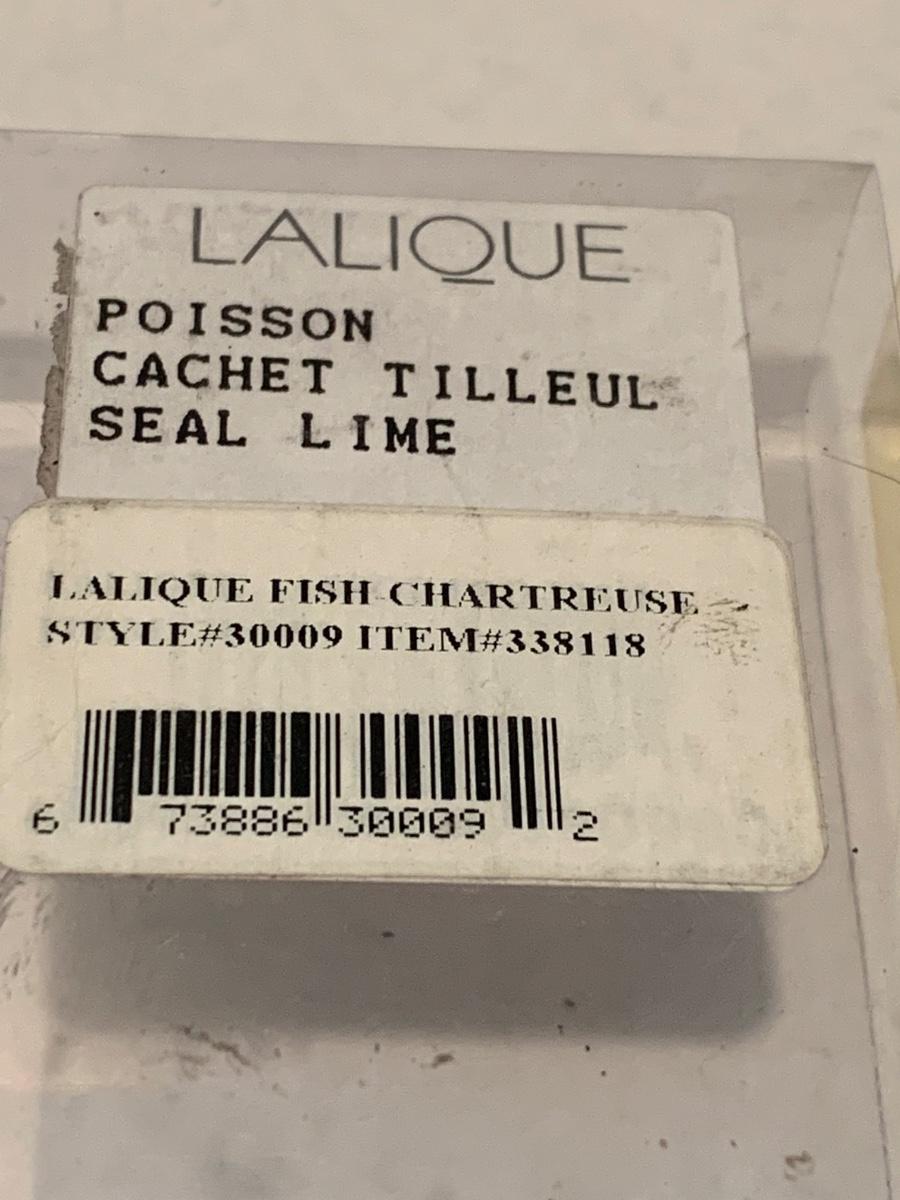 LALIQUE
POISSON
CACHET TILLEUL
SEAL LIME
LALIQUE FISH-CHARTREUSE
STYLE#30009 ITEM#338118
6 73886 30009 2